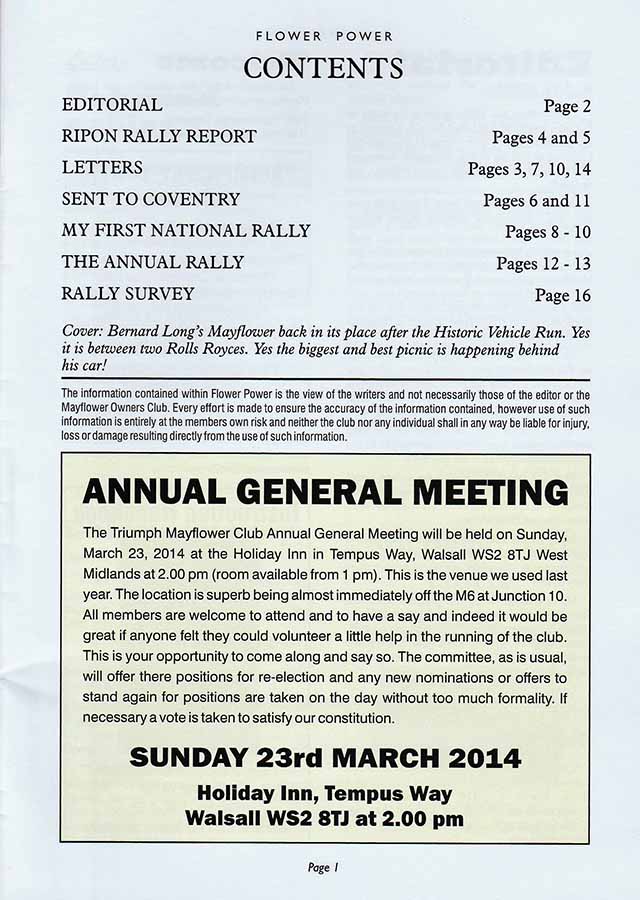 FLOWER POWER
CONTENTS
EDITORIAL Page 2
RIPON RALLY REPORT Pages 4 and 5
LETTERS Pages 3, 7, 10, 14
SENT TO COVENTRY Pages 6 and 11
MY FIRST NATIONAL RALLY Pages 8 - 10
THE ANNUAL RALLY Pages 12 - 13
RALLY SURVEY Page 16
Cover: Bernard Long's Mayflower back in its place after the Historic Vehicle Run. Yes
it is between two Rolls Royces. Yes the biggest and best picnic is happening behind
his car!
The information contained within Flower Power is the view of the writers and not necessarily those of the editor or the
Mayflower Owners Club. Every effort is made to ensure the accuracy of the information contained, however use of such
information is entirely at the members own risk and neither the club nor any individual shall in any way be liable for injury,
loss or damage resulting directly from the use of such information.
ANNUAL GENERAL MEETING
The Triumph Mayflower Club Annual General Meeting will be held on Sunday,
March 23, 2014 at the Holiday Inn in Tempus Way, Walsall WS2 8TJ West
Midlands at 2.00 pm (room available from 1 pm). This is the venue we used last
year. The location is superb being almost immediately off the M6 at Junction 10.
All members are welcome to attend and to have a say and indeed it would be
great if anyone felt they could volunteer a little help in the running of the club.
This is your opportunity to come along and say so. The committee, as is usual,
will offer there positions for re-election and any new nominations or offers to
stand again for positions are taken on the day without too much formality. If
necessary a vote is taken to satisfy our constitution.
SUNDAY 23rd MARCH 2014
Holiday Inn, Tempus Way
Walsall WS2 8TJ at 2.00 pm
Page 1